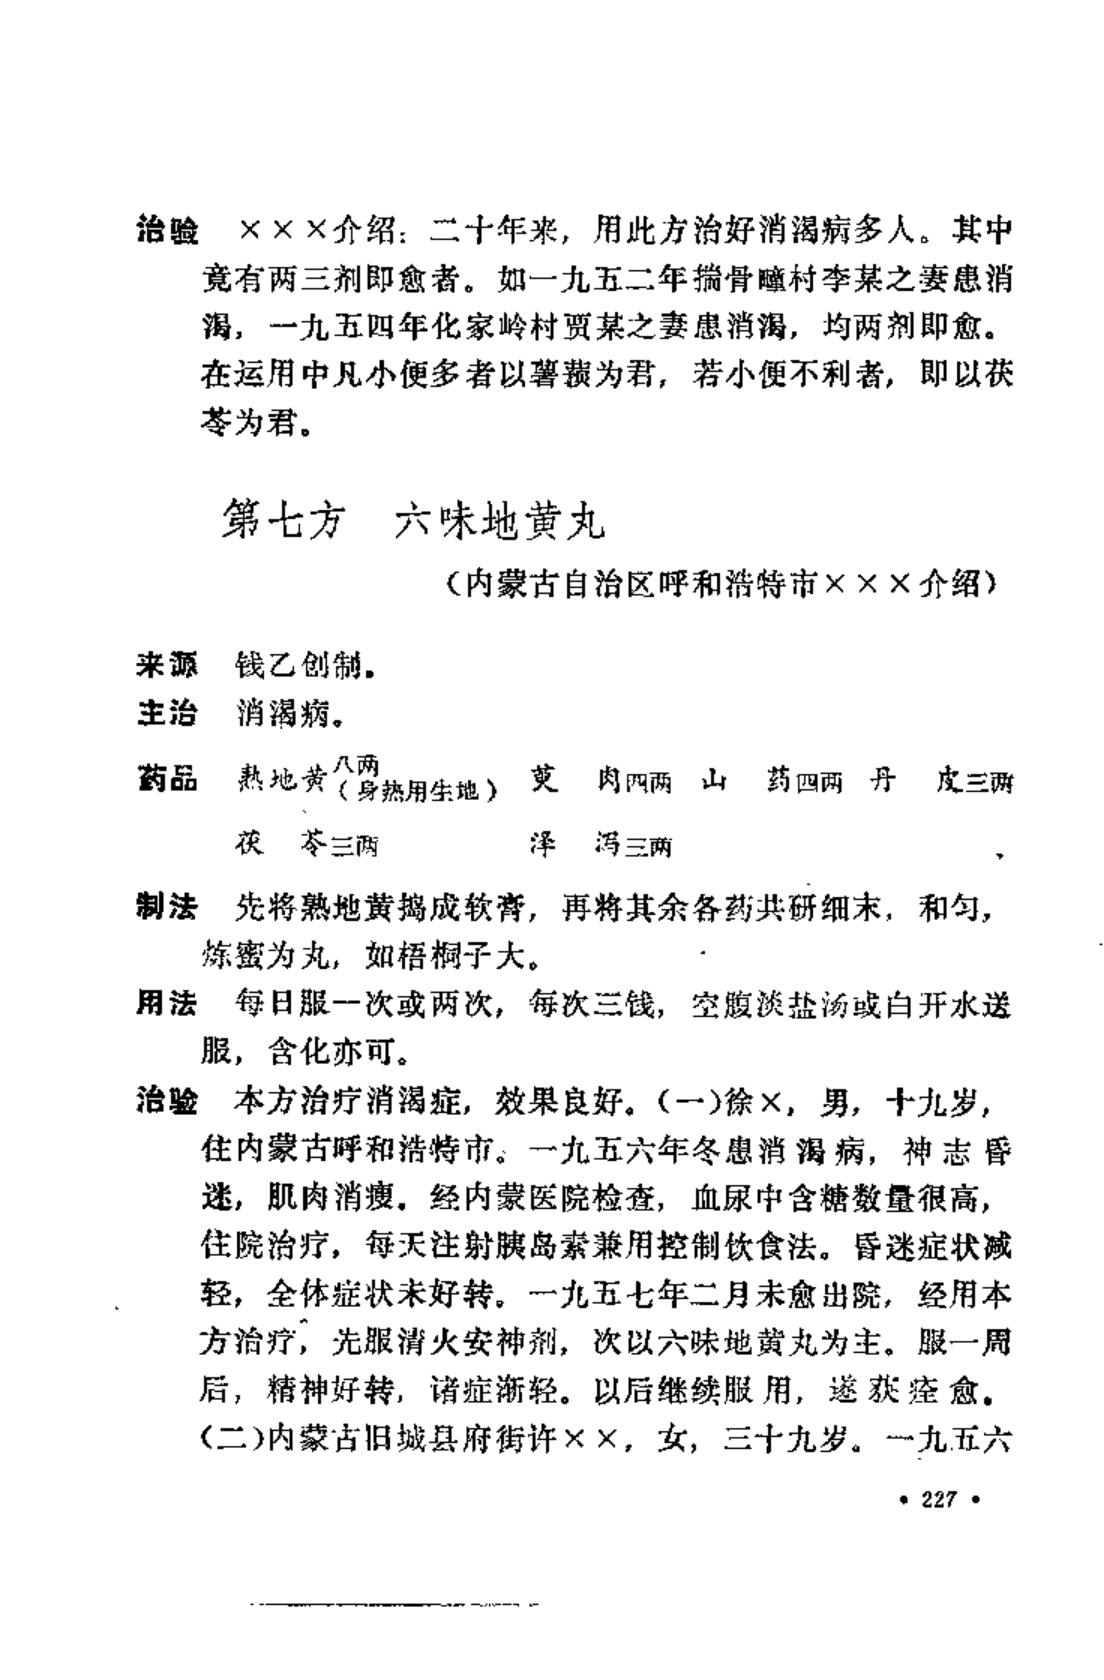 治验 ×××介绍：二十年来，用此方治好消渴病多人。其中
竟有两三剂即愈者。如一九五二年揣骨疃村李某之妻患消
渴，一九五四年化家岭村贾某之妻患消渴，均两剂即愈。
在运用中凡小便多者以薯蓣为君，若小便不利者，即以茯
苓为君。
第七方 六味地黄丸
（内蒙古自治区呼和浩特市×××介绍）
来源 钱乙创制。
主治 消渴病。
药品 熟地黄八两（身热用生地） 萸肉四两 山药四两 丹皮三两
茯苓三两 泽泻三两
制法 先将熟地黄捣成软膏，再将其余各药共研细末，和匀，
炼蜜为丸，如梧桐子大。
用法 每日服一次或两次，每次三钱，空腹淡盐汤或白开水送
服，含化亦可。
治验 本方治疗消渴症，效果良好。（一）徐×，男，十九岁，
住内蒙古呼和浩特市。一九五六年冬患消渴病，神志昏
迷，肌肉消瘦。经内蒙医院检查，血尿中含糖数量很高，
住院治疗，每天注射胰岛素兼用控制饮食法。昏迷症状减
轻，全体症状未好转。一九五七年二月未愈出院，经用本
方治疗，先服清火安神剂，次以六味地黄丸为主。服一周
后，精神好转，诸症渐轻。以后继续服用，遂获痊愈。
（二）内蒙古旧城县府街许××，女，三十九岁。一九五六
• 227 •